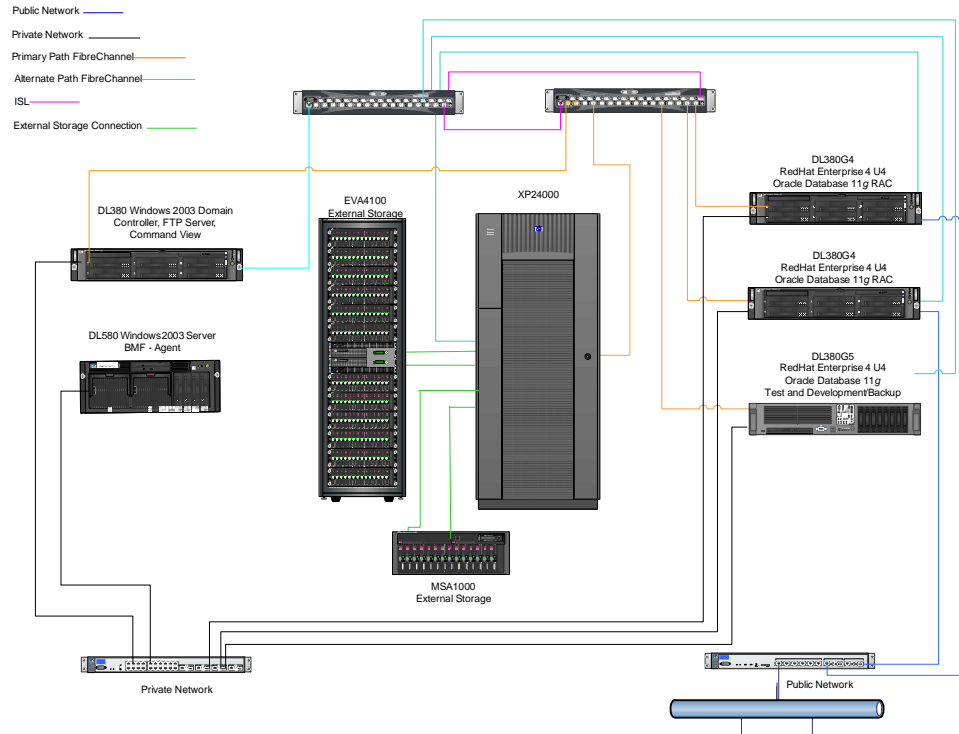 Public Network
Private Network
Primary Path FibreChannel
Alternate Path FibreChannel
ISL
External Storage Connection
DL380 Windows 2003 Domain
Controller, FTP Server,
Command View
EVA4100
External Storage
XP24000
DL380G4
RedHat Enterprise 4 U4
Oracle Database 11g RAC
DL380G4
RedHat Enterprise 4 U4
Oracle Database 11g RAC
DL580 Windows2003 Server
BMF - Agent
DL380G5
RedHat Enterprise 4 U4
Oracle Database 11g
Test and Development/Backup
MSA1000
External Storage
Private Network
Public Network